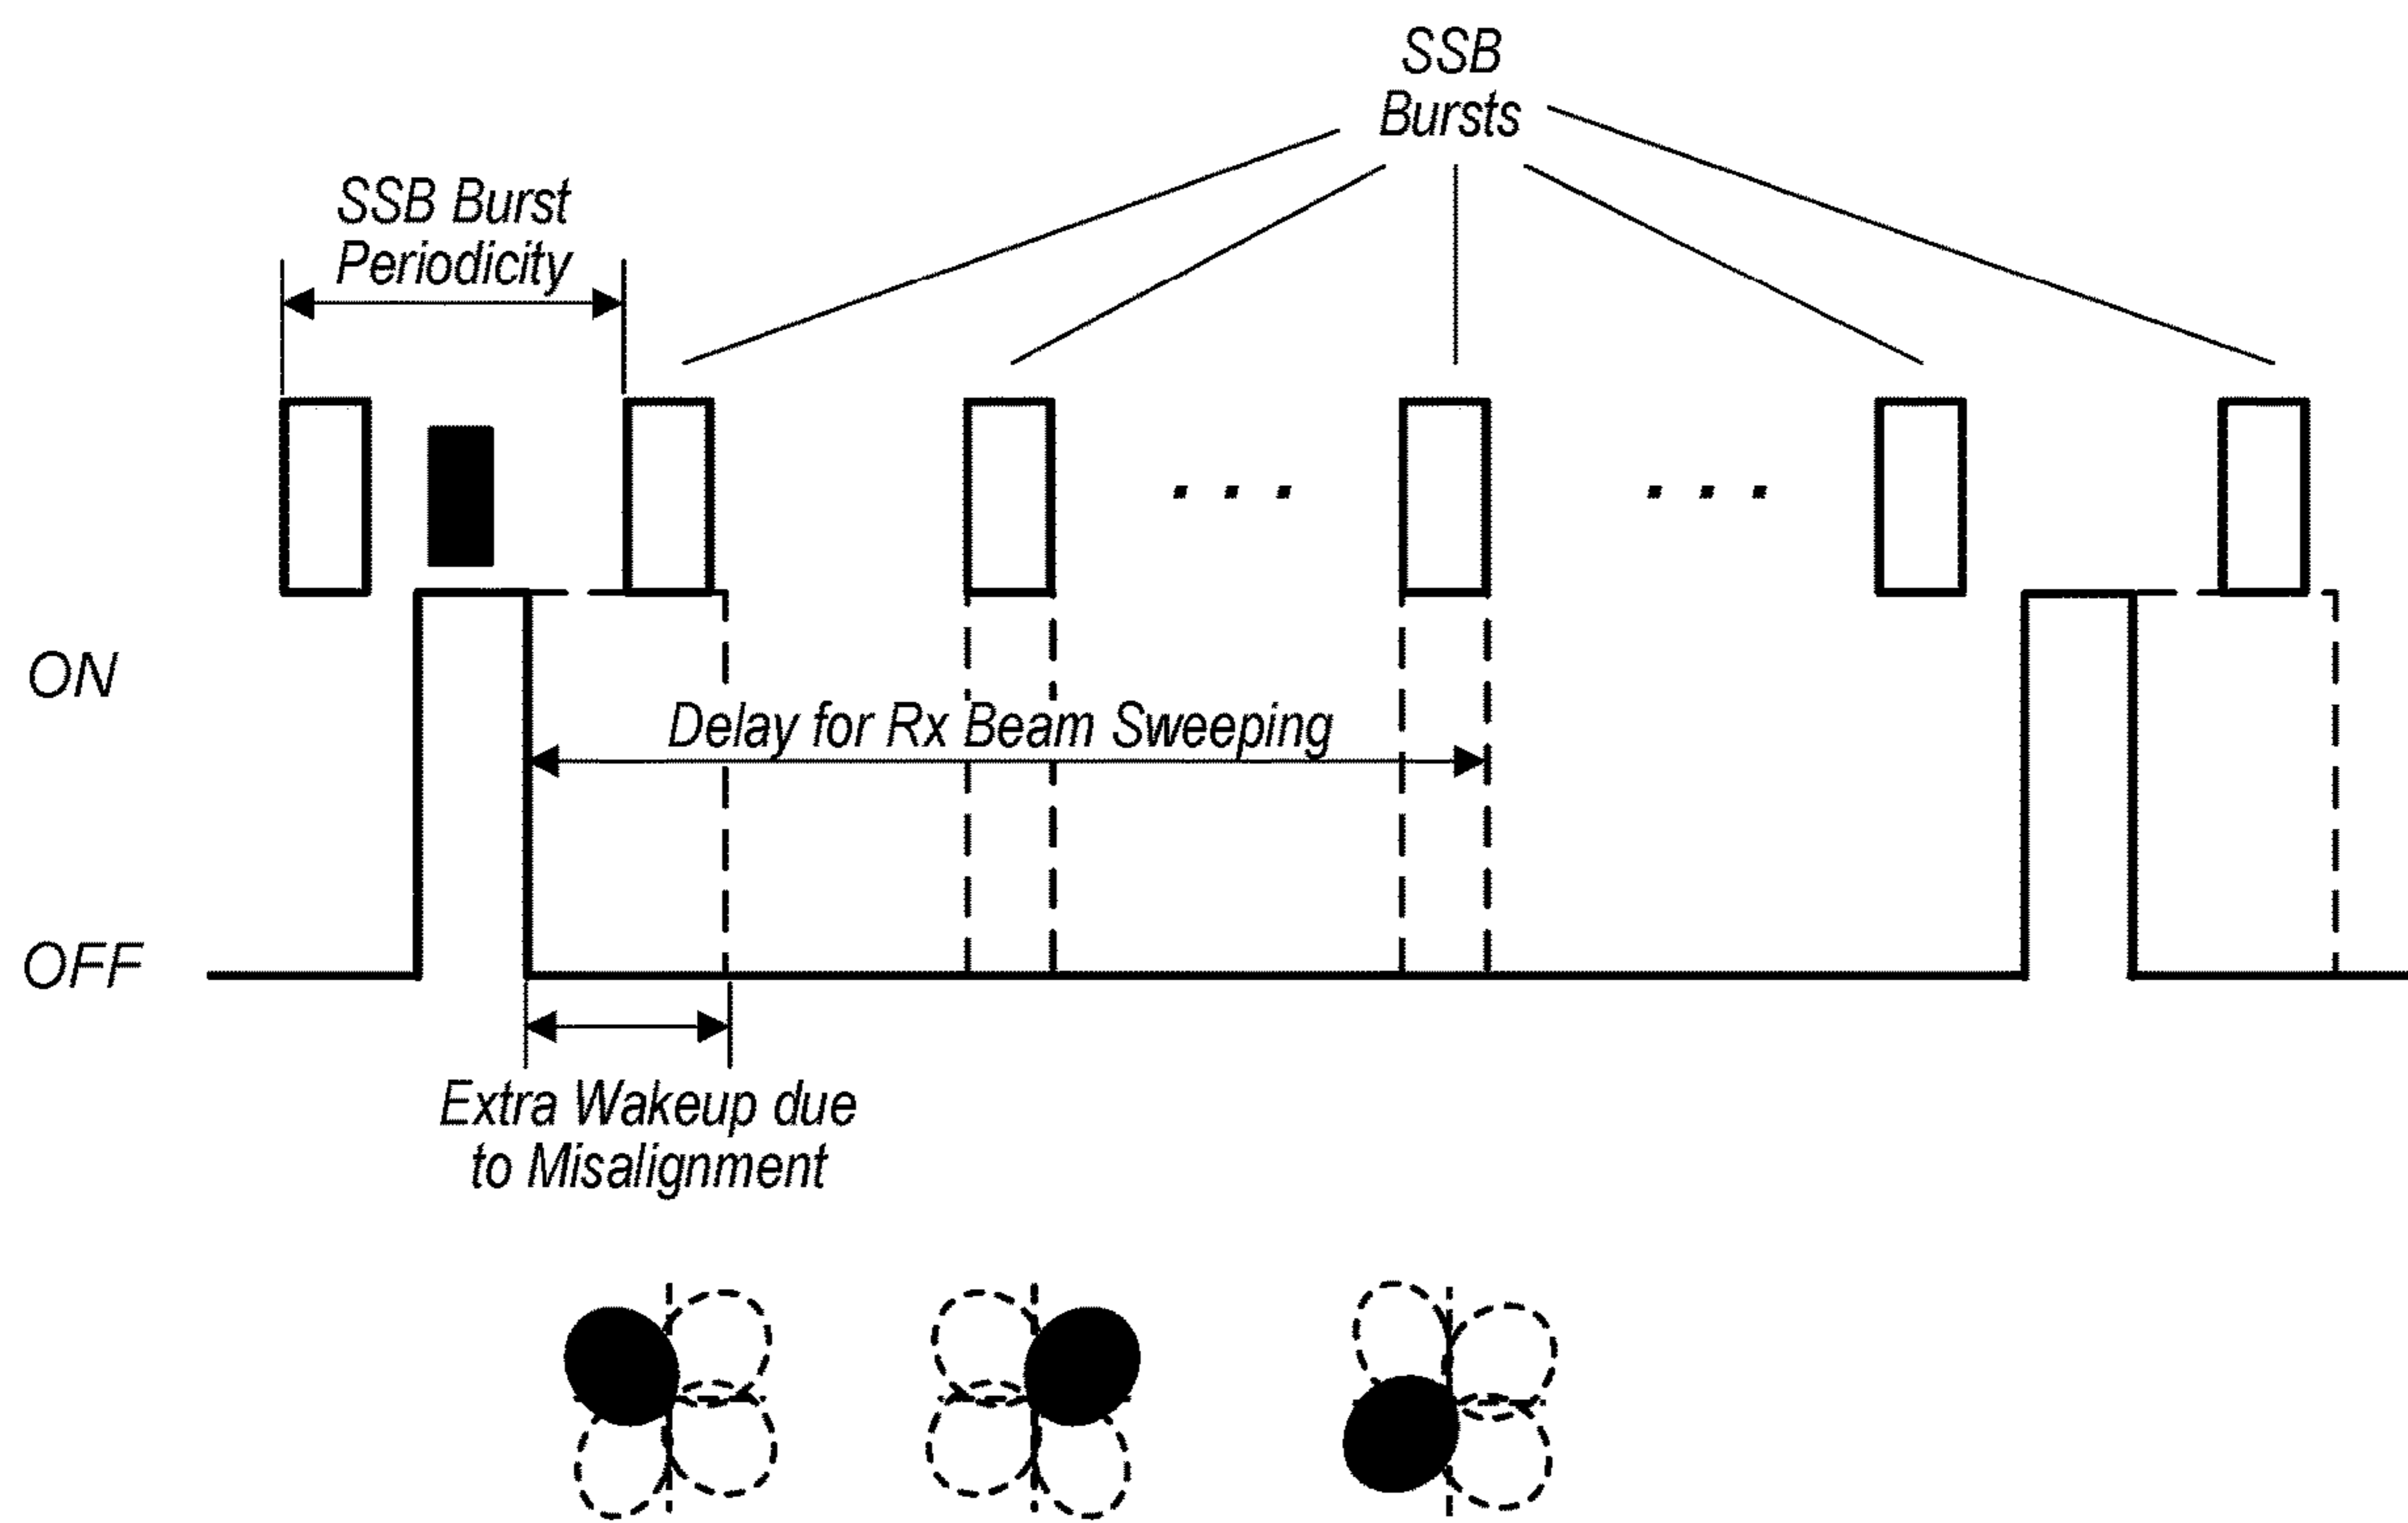 SSB
Bursts
SSB Burst
Periodicity
. . .
. . .
ON
Delay for Rx Beam Sweeping
OFF
Extra Wakeup due
to Misalignment